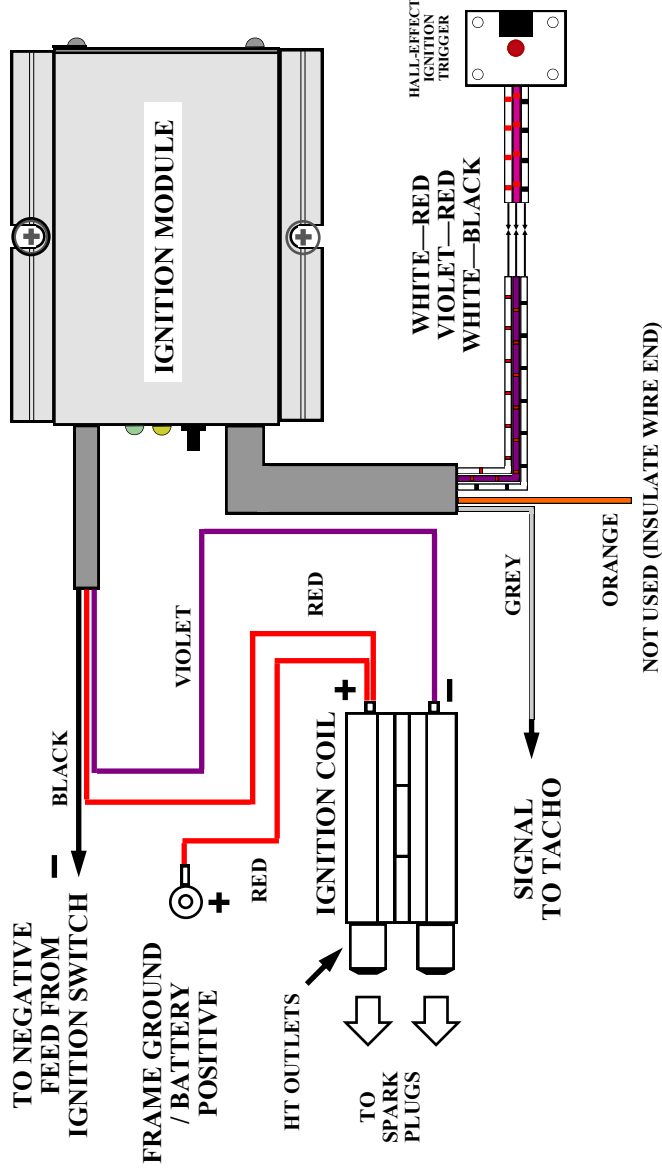 HALL-EFFECT
IGNITION
TRIGGER
IGNITION MODULE
WHITE—RED
VIOLET—RED
WHITE—BLACK
NOT USED (INSULATE WIRE END)
ORANGE
GREY
RED
VIOLET
BLACK
+
−
−
IGNITION COIL
SIGNAL
TO TACHO
RED
+
TO NEGATIVE
FEED FROM
IGNITION SWITCH
FRAME GROUND
/ BATTERY
POSITIVE
HT OUTLETS
TO
SPARK
PLUGS